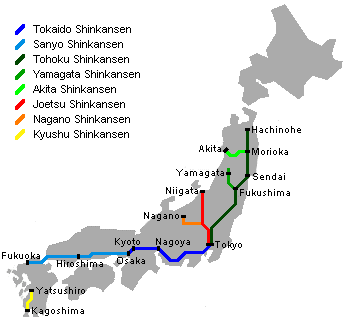 Tokaido Shinkansen
Sanyo Shinkansen
Tohoku Shinkansen
Yamagata Shinkansen
Akita Shinkansen
Joetsu Shinkansen
Nagano Shinkansen
Kyushu Shinkansen
Hachinohe
Akita
Morioka
Yamagata
Sendai
Niigata
Fukushima
Nagano
Kyoto
Nagoya
Tokyo
Fukuoka
Hiroshima
Osaka
Yatsushiro
Kagoshima